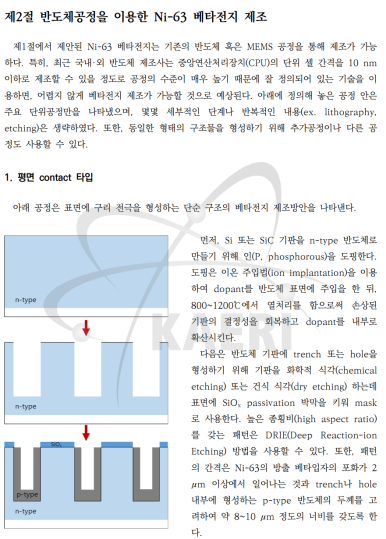 제2절 반도체공정을 이용한 Ni-63 베타전지 제조
제1절에서 제안된 Ni-63 베타전지는 기존의 반도체 혹은 MEMS 공정을 통해 제조가 가능
하다. 특히, 최근 국내·외 반도체 제조사는 중앙연산처리장치(CPU)의 단위 셀 간격을 10 nm
이하로 제조할 수 있을 정도로 공정의 수준이 매우 높기 때문에 잘 정의되어 있는 기술을 이
용하면, 어렵지 않게 베타전지 제조가 가능할 것으로 예상된다. 아래에 정의해 놓은 공정 안은
주요 단위공정만을 나타냈으며, 몇몇 세부적인 단계나 반복적인 내용(ex. lithography,
etching)은 생략하였다. 또한, 동일한 형태의 구조물을 형성하기 위해 추가공정이나 다른 공
정도 사용할 수 있다.
1. 평면 contact 타입
아래 공정은 표면에 구리 전극을 형성하는 단순 구조의 베타전지 제조방안을 나타낸다.
n-type
n-type
SiOₓ
p-type
n-type
KAERI
먼저, Si 또는 SiC 기판을 n-type 반도체로
만들기 위해 인(P, phosphorous)을 도핑한다.
도핑은 이온 주입법(ion implantation)을 이용
하여 dopant를 반도체 표면에 주입을 한 뒤,
800~1200℃에서 열처리를 함으로써 손상된
기판의 결정성을 회복하고 dopant를 내부로
확산시킨다.
다음은 반도체 기판에 trench 또는 hole을
형성하기 위해 기판을 화학적 식각(chemical
etching) 또는 건식 식각(dry etching) 하는데
표면에 SiOₓ passivation 박막을 키워 mask
로 사용한다. 높은 종횡비(high aspect ratio)
를 갖는 패턴은 DRIE(Deep Reaction-ion
Etching) 방법을 사용할 수 있다. 또한, 패턴
의 간격은 Ni-63의 방출 베타입자의 포화가 2
μm 이상에서 일어나는 것과 trench나 hole
내부에 형성하는 p-type 반도체의 두께를 고
려하여 약 8~10 μm 정도의 너비를 갖도록 한
다.